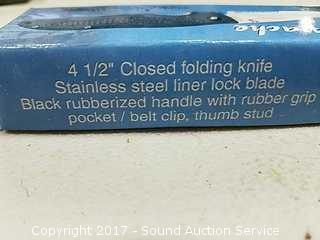 ache
4 1/2" Closed folding knife
Stainless steel liner lock blade
Black rubberized handle with rubber grip
pocket / belt clip, thumb stud
Copyright 2017 - Sound Auction Service